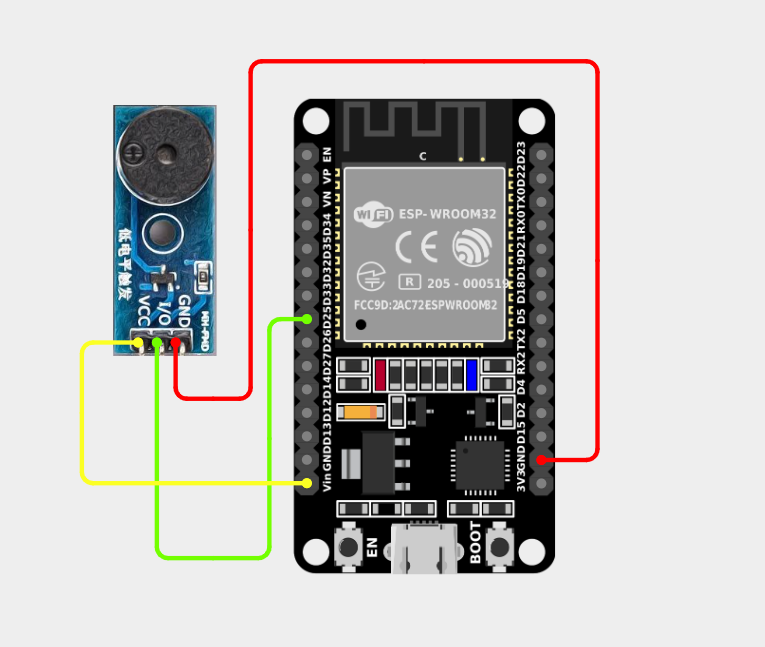 低电平触发
VCC
I/O
GND
MH-FMD
EN
VP
VN
D34
D35
D32
D33
D25
D26
D27
D14
D12
D13
GND
Vin
C
WiFi ESP-WROOM32
CE
R 205 - 000519
FCC9D:2AC72ESPWROOM82
D23
D22
TX0
RX0
D21
D19
D18
D5
TX2
RX2
D4
D2
D15
GND
3V3
EN
BOOT